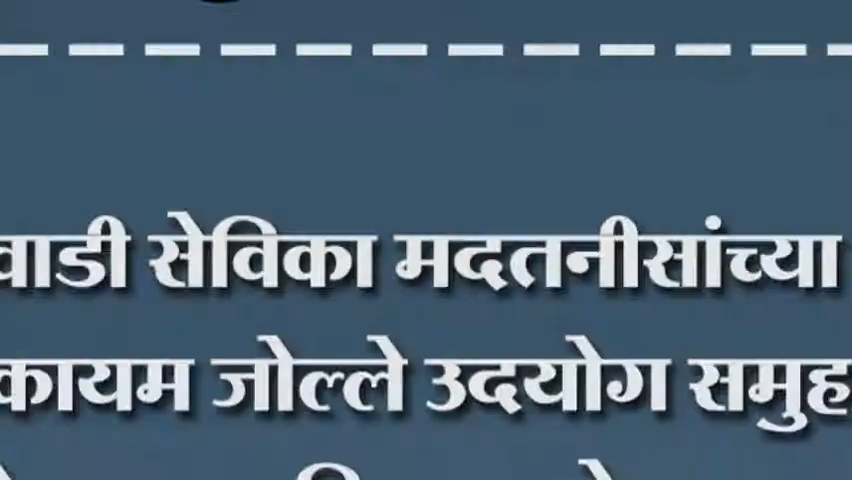 वाडी सेविका मदतनीसांच्या
कायम जोल्ले उदयोग समुह